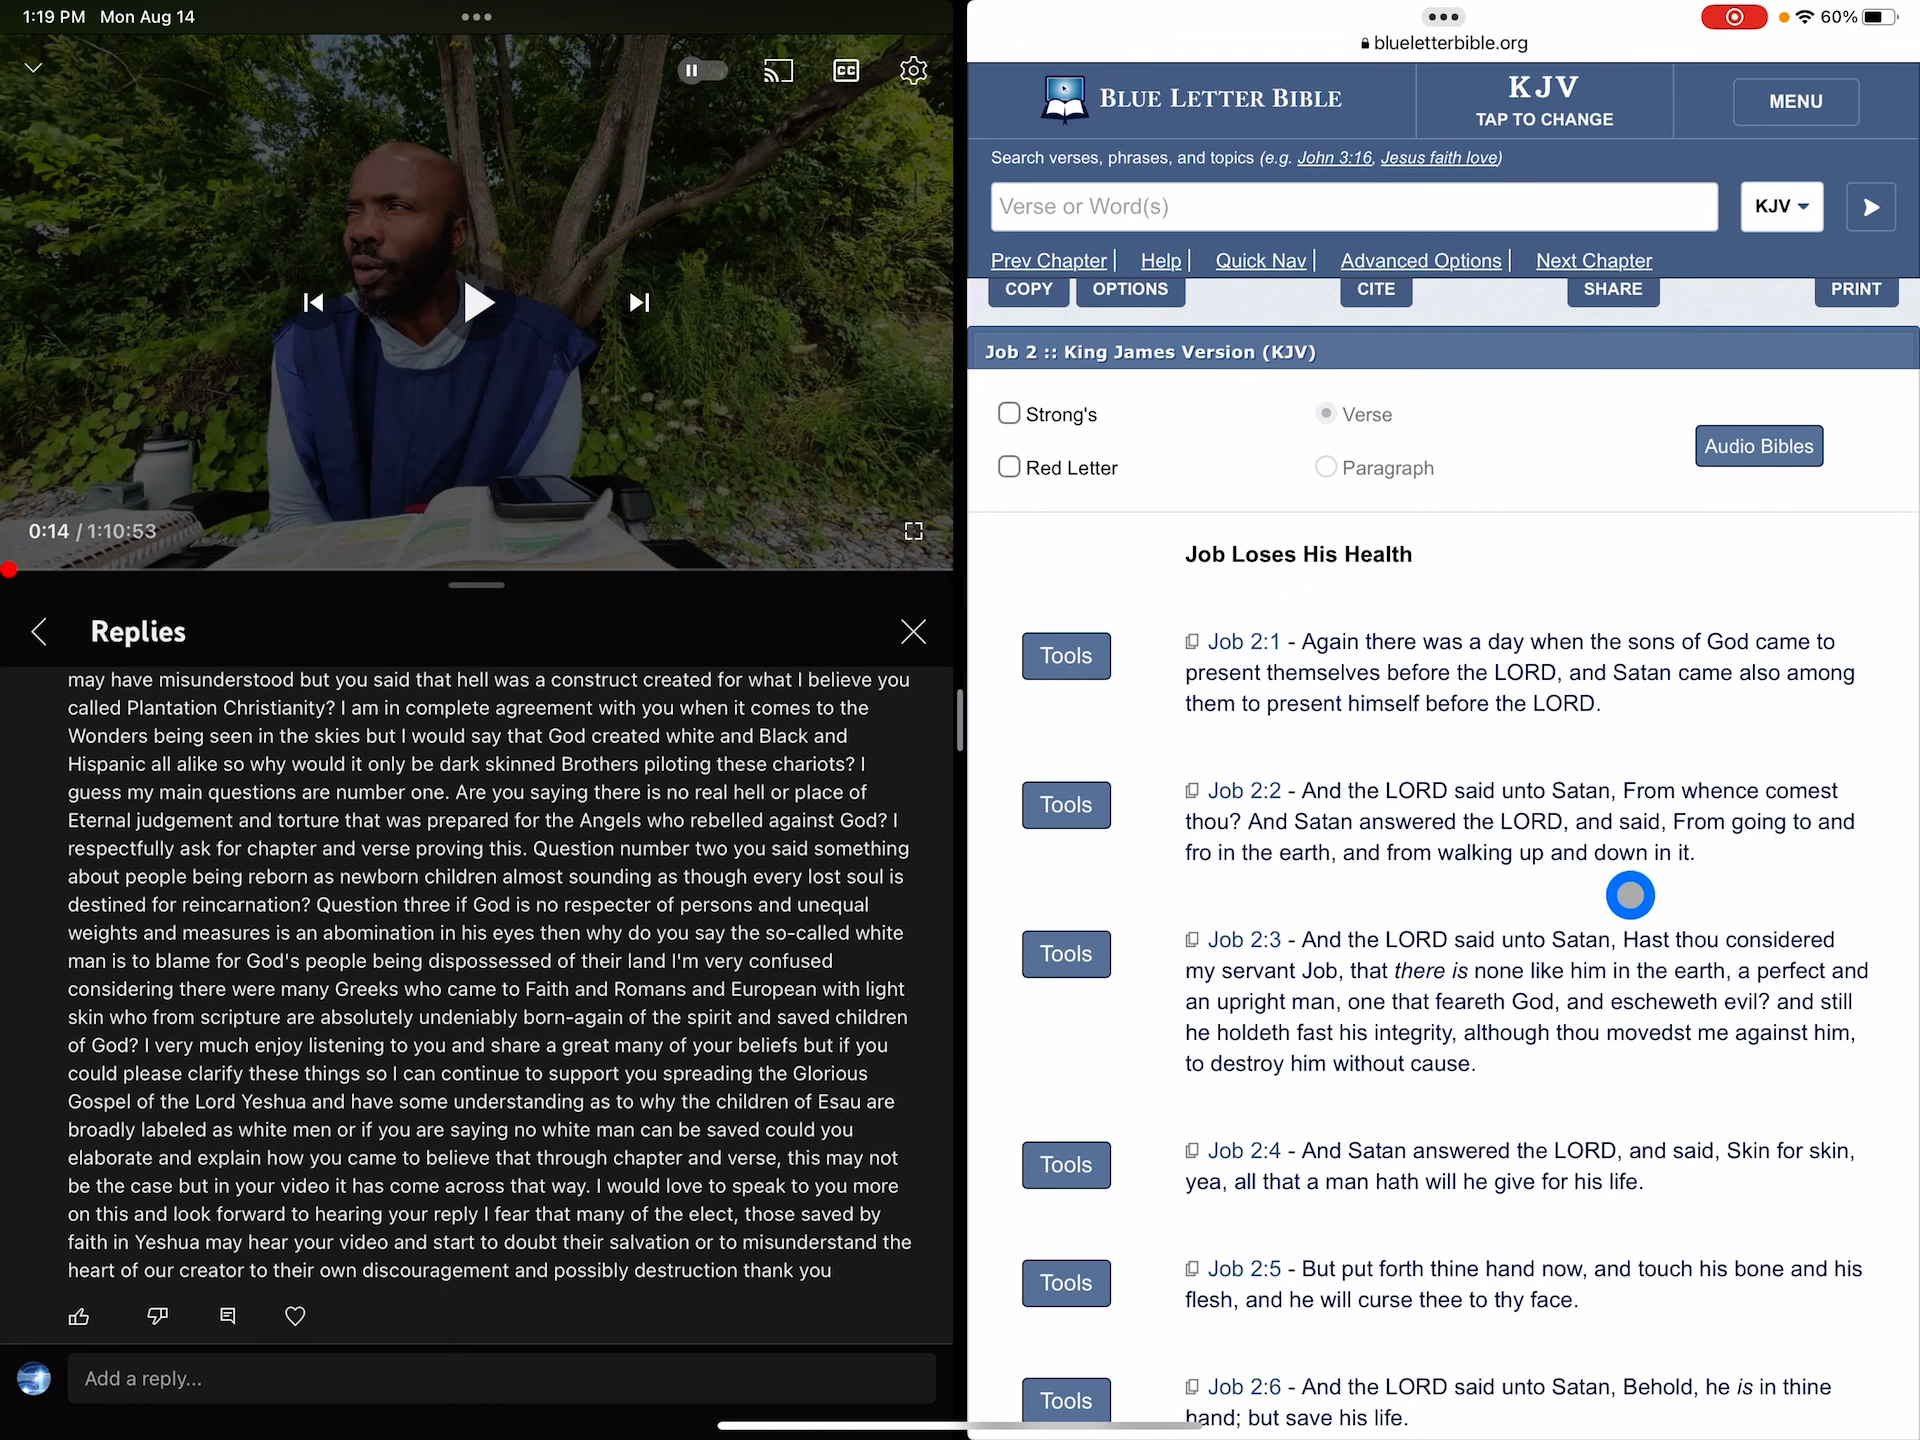 1:19 PM Mon Aug 14
CC
0:14 / 1:10:53
Replies
may have misunderstood but you said that hell was a construct created for what I believe you
called Plantation Christianity? I am in complete agreement with you when it comes to the
Wonders being seen in the skies but I would say that God created white and Black and
Hispanic all alike so why would it only be dark skinned Brothers piloting these chariots? I
guess my main questions are number one. Are you saying there is no real hell or place of
Eternal judgement and torture that was prepared for the Angels who rebelled against God? I
respectfully ask for chapter and verse proving this. Question number two you said something
about people being reborn as newborn children almost sounding as though every lost soul is
destined for reincarnation? Question three if God is no respecter of persons and unequal
weights and measures is an abomination in his eyes then why do you say the so-called white
man is to blame for God's people being dispossessed of their land I'm very confused
considering there were many Greeks who came to Faith and Romans and European with light
skin who from scripture are absolutely undeniably born-again of the spirit and saved children
of God? I very much enjoy listening to you and share a great many of your beliefs but if you
could please clarify these things so I can continue to support you spreading the Glorious
Gospel of the Lord Yeshua and have some understanding as to why the children of Esau are
broadly labeled as white men or if you are saying no white man can be saved could you
elaborate and explain how you came to believe that through chapter and verse, this may not
be the case but in your video it has come across that way. I would love to speak to you more
on this and look forward to hearing your reply I fear that many of the elect, those saved by
faith in Yeshua may hear your video and start to doubt their salvation or to misunderstand the
heart of our creator to their own discouragement and possibly destruction thank you
Add a reply...
60%
blueletterbible.org
BLUE LETTER BIBLE
KJV
TAP TO CHANGE
MENU
Search verses, phrases, and topics (e.g. John 3:16, Jesus faith love)
Verse or Word(s)
KJV
Prev Chapter | Help | Quick Nav | Advanced Options | Next Chapter
COPY OPTIONS CITE SHARE PRINT
Job 2 :: King James Version (KJV)
Strong's Verse
Audio Bibles
Red Letter Paragraph
Job Loses His Health
Tools
Job 2:1 - Again there was a day when the sons of God came to
present themselves before the LORD, and Satan came also among
them to present himself before the LORD.
Tools
Job 2:2 - And the LORD said unto Satan, From whence comest
thou? And Satan answered the LORD, and said, From going to and
fro in the earth, and from walking up and down in it.
Tools
Job 2:3 - And the LORD said unto Satan, Hast thou considered
my servant Job, that there is none like him in the earth, a perfect and
an upright man, one that feareth God, and escheweth evil? and still
he holdeth fast his integrity, although thou movedst me against him,
to destroy him without cause.
Tools
Job 2:4 - And Satan answered the LORD, and said, Skin for skin,
yea, all that a man hath will he give for his life.
Tools
Job 2:5 - But put forth thine hand now, and touch his bone and his
flesh, and he will curse thee to thy face.
Tools
Job 2:6 - And the LORD said unto Satan, Behold, he is in thine
hand; but save his life.